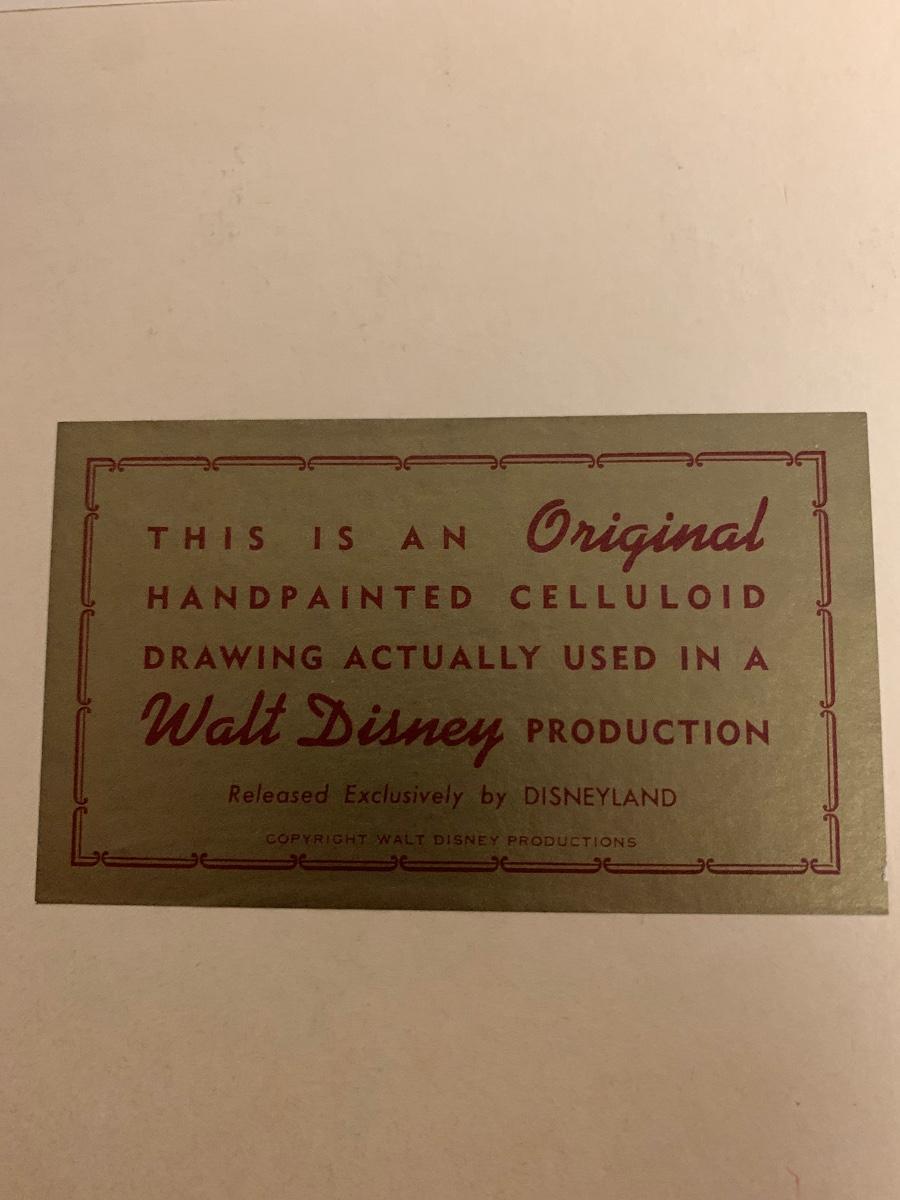 THIS IS AN Original
HANDPAINTED CELLULOID
DRAWING ACTUALLY USED IN A
Walt Disney PRODUCTION
Released Exclusively by DISNEYLAND
COPYRIGHT WALT DISNEY PRODUCTIONS